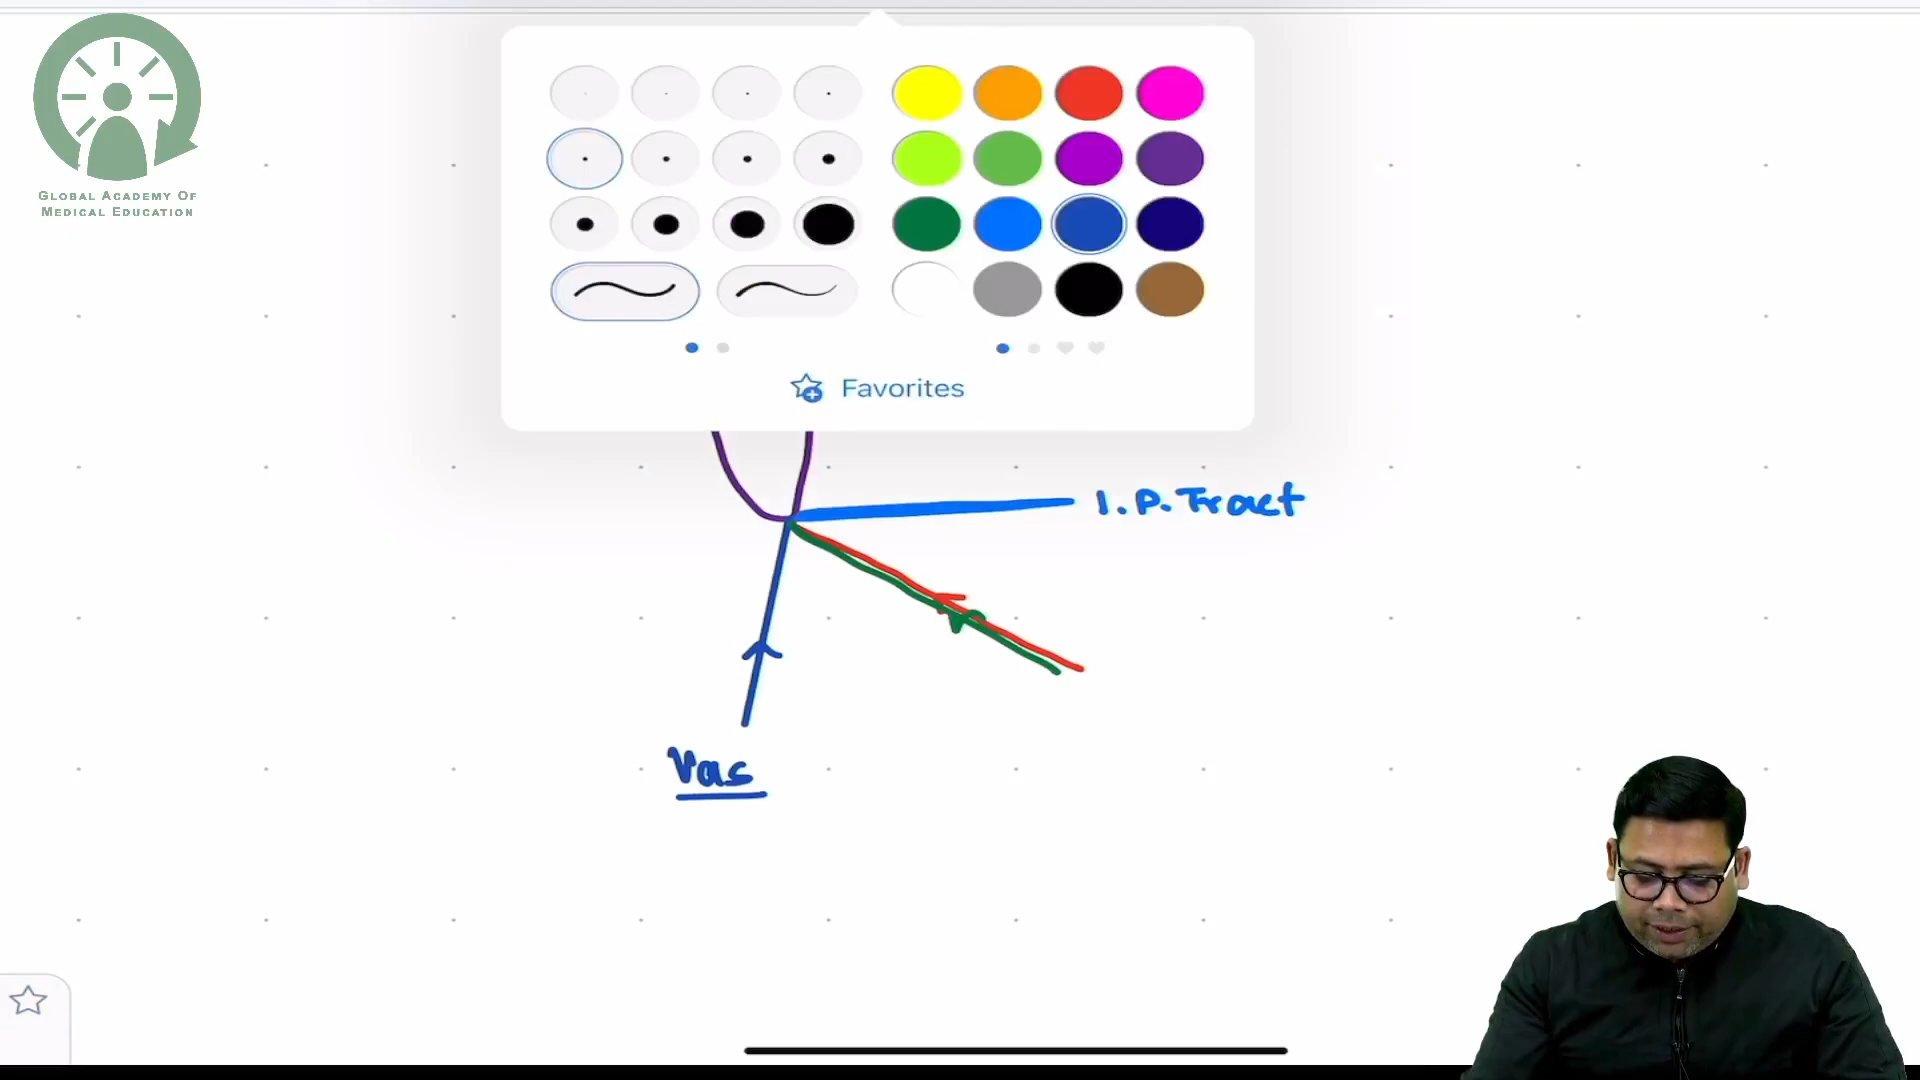 GLOBAL ACADEMY OF
MEDICAL EDUCATION
Favorites
I.P. Tract
Vas